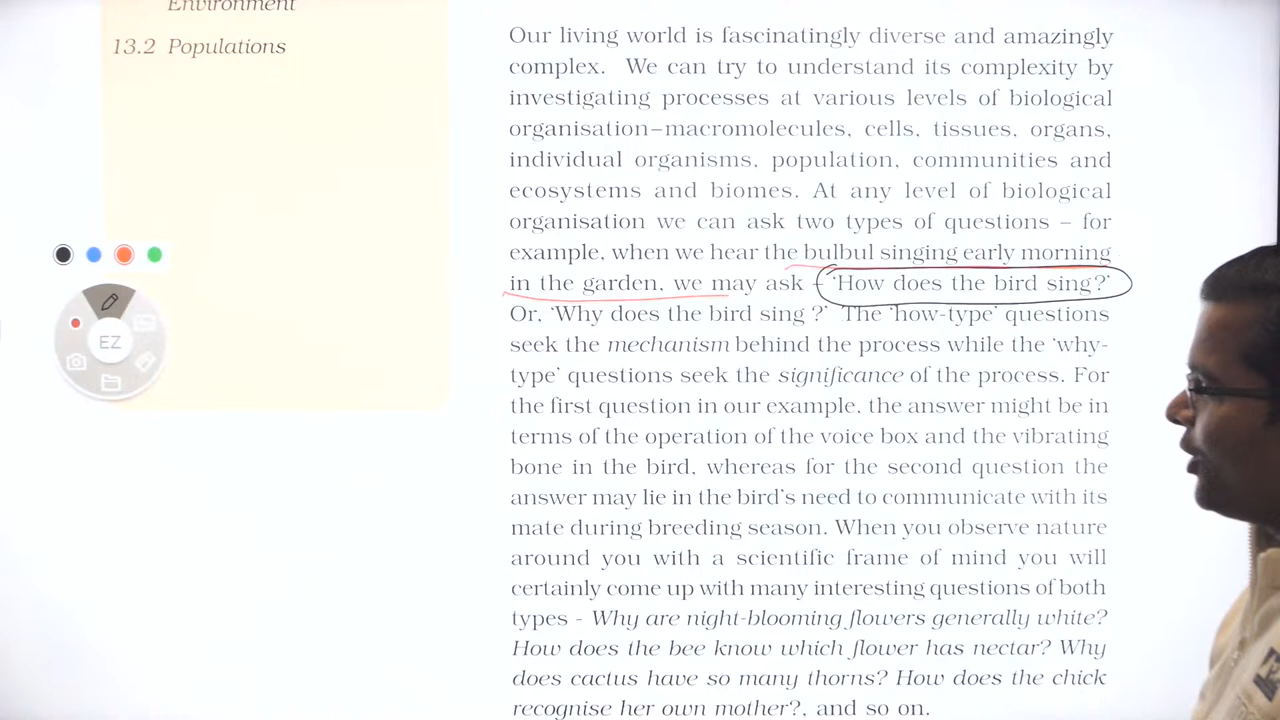 Environment
13.2 Populations
Our living world is fascinatingly diverse and amazingly
complex. We can try to understand its complexity by
investigating processes at various levels of biological
organisation–macromolecules, cells, tissues, organs,
individual organisms, population, communities and
ecosystems and biomes. At any level of biological
organisation we can ask two types of questions – for
example, when we hear the bulbul singing early morning
in the garden, we may ask – ‘How does the bird sing?’
Or, ‘Why does the bird sing ?’ The ‘how-type’ questions
seek the mechanism behind the process while the ‘why-
type’ questions seek the significance of the process. For
the first question in our example, the answer might be in
terms of the operation of the voice box and the vibrating
bone in the bird, whereas for the second question the
answer may lie in the bird’s need to communicate with its
mate during breeding season. When you observe nature
around you with a scientific frame of mind you will
certainly come up with many interesting questions of both
types - Why are night-blooming flowers generally white?
How does the bee know which flower has nectar? Why
does cactus have so many thorns? How does the chick
recognise her own mother?, and so on.
EZ